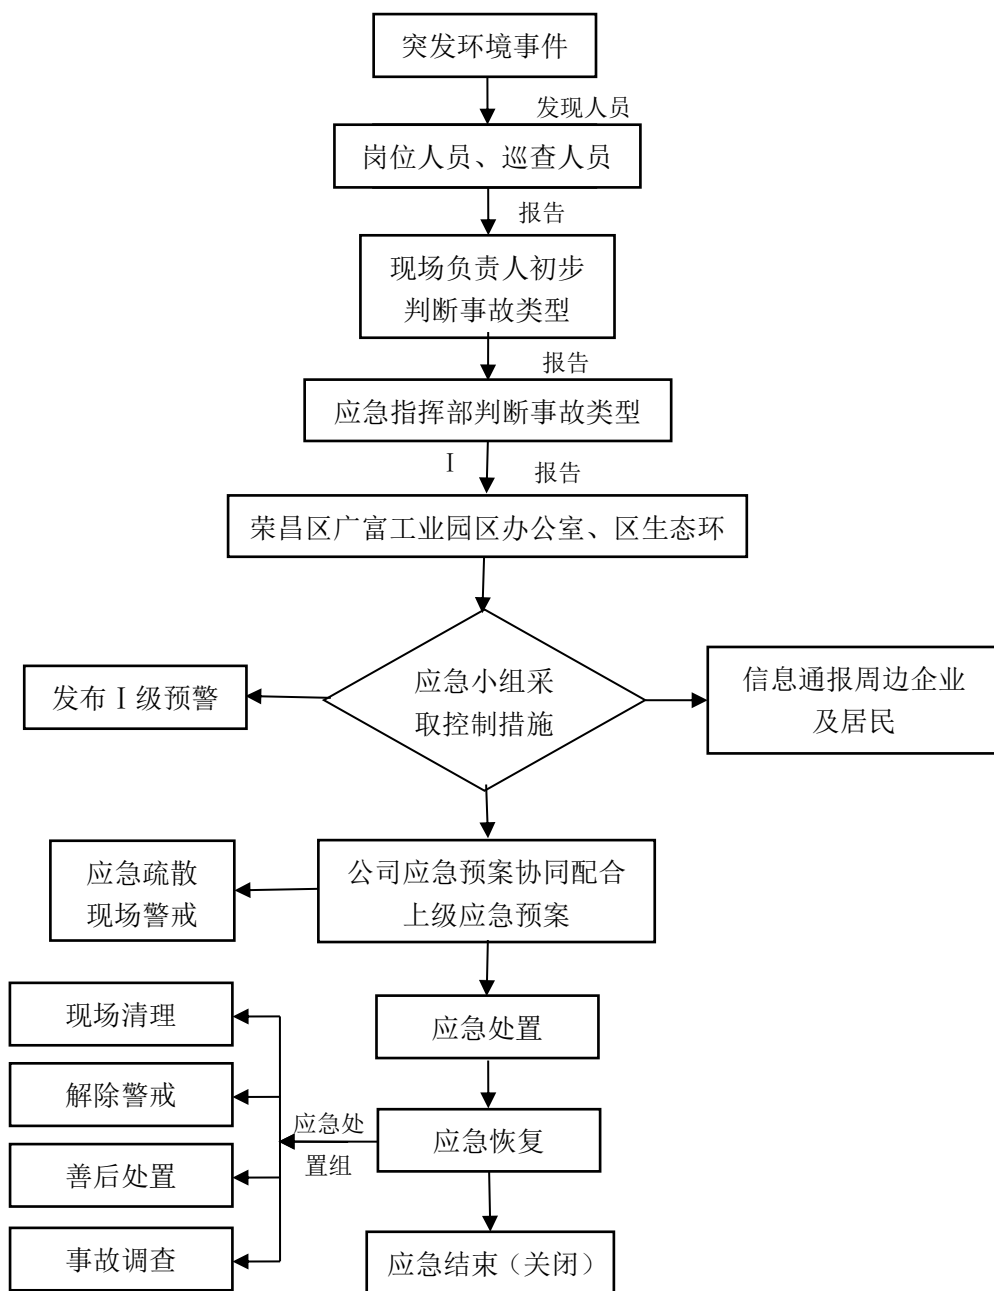 突发环境事件
发现人员
岗位人员、巡查人员
报告
现场负责人初步
判断事故类型
报告
应急指挥部判断事故类型
Ⅰ
报告
荣昌区广富工业园区办公室、区生态环
应急小组采
取控制措施
发布Ⅰ级预警
信息通报周边企业
及居民
公司应急预案协同配合
上级应急预案
应急疏散
现场警戒
应急处置
应急恢复
应急处
置组
现场清理
解除警戒
善后处置
事故调查
应急结束（关闭）